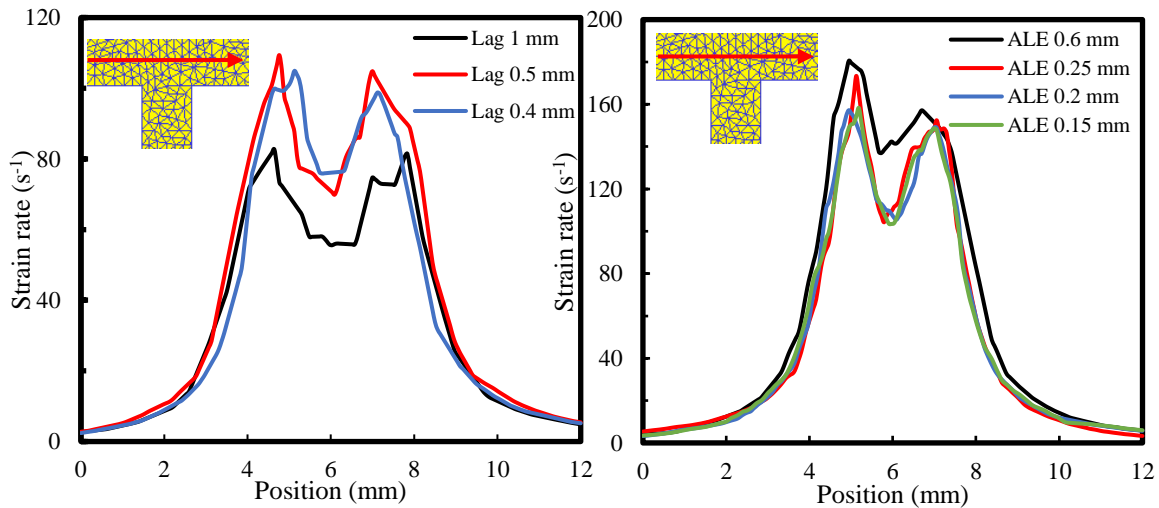 120
80
40
0
Strain rate (s⁻¹)
Lag 1 mm
Lag 0.5 mm
Lag 0.4 mm
0 2 4 6 8 10 12
Position (mm)
200
160
120
80
40
0
Strain rate (s⁻¹)
ALE 0.6 mm
ALE 0.25 mm
ALE 0.2 mm
ALE 0.15 mm
0 2 4 6 8 10 12
Position (mm)